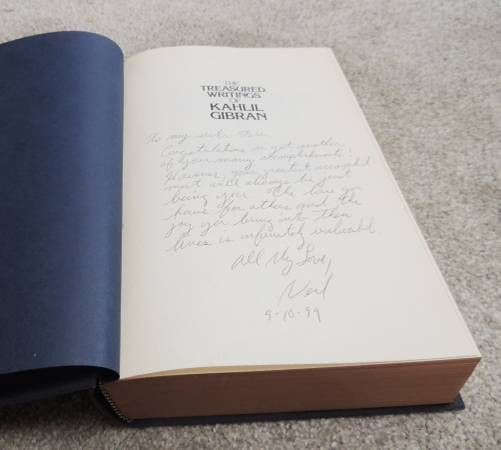 THE
TREASURED
WRITINGS
OF
KAHLIL
GIBRAN
To my
Congratulations on yet another
of your many accomplishments!
However, your greatest
will always be just
being you. The love you
have for others and the
joy you bring into their
lives is infinitely valuable
All My Love,
Neil
9-10-99